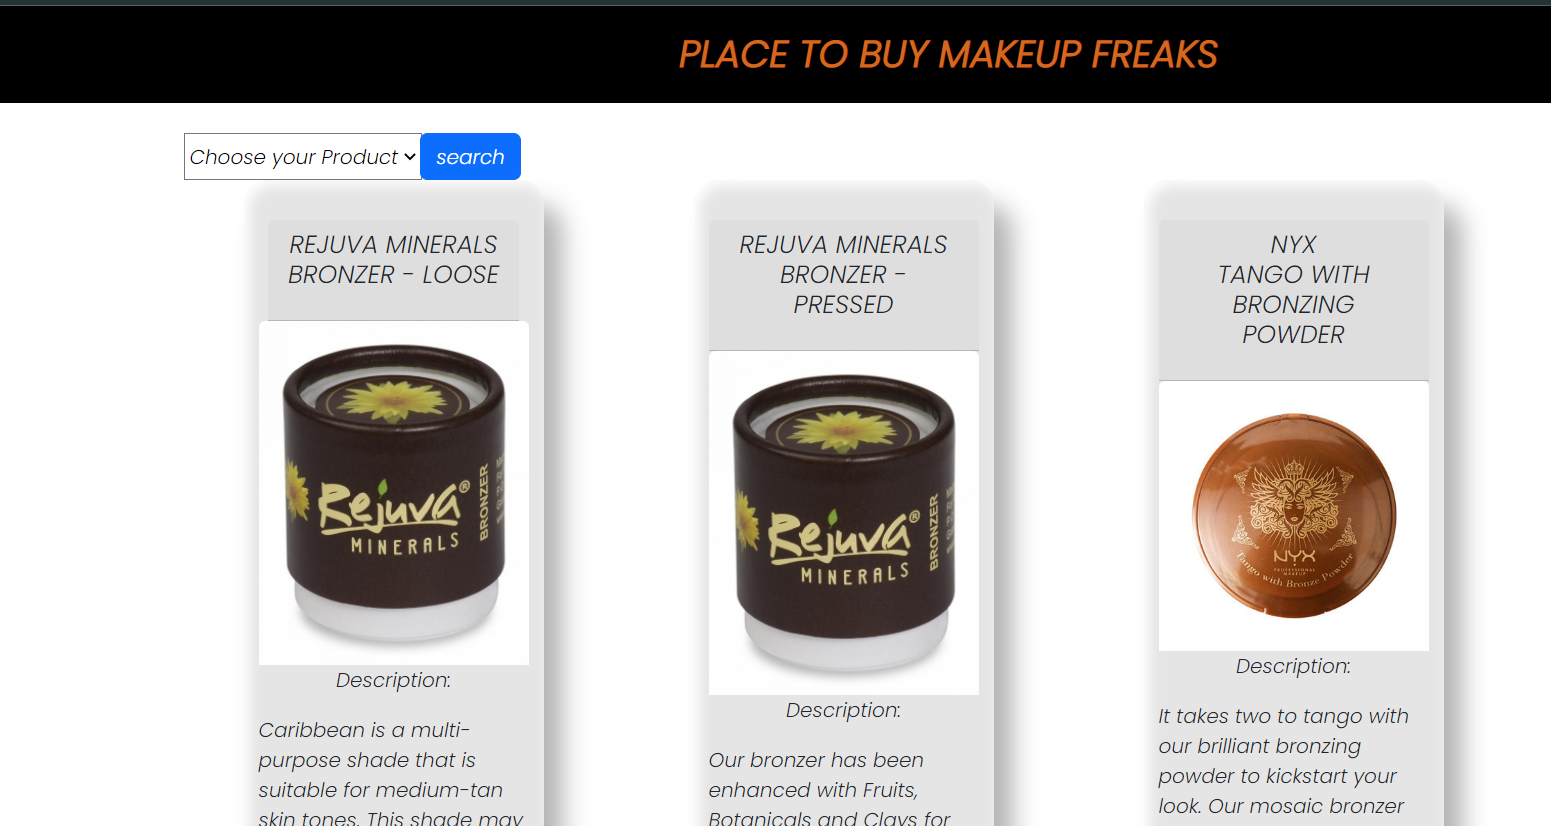 PLACE TO BUY MAKEUP FREAKS
Choose your Product
search
REJUVA MINERALS
BRONZER - LOOSE
Rejuva®
MINERALS
BRONZER
Description:
Caribbean is a multi-
purpose shade that is
suitable for medium-tan
skin tones. This shade may
REJUVA MINERALS
BRONZER -
PRESSED
Rejuva®
MINERALS
BRONZER
Description:
Our bronzer has been
enhanced with Fruits,
Botanicals and Clays for
NYX
TANGO WITH
BRONZING
POWDER
NYX
PROFESSIONAL
MAKEUP
Tango with Bronze Powder
Description:
It takes two to tango with
our brilliant bronzing
powder to kickstart your
look. Our mosaic bronzer